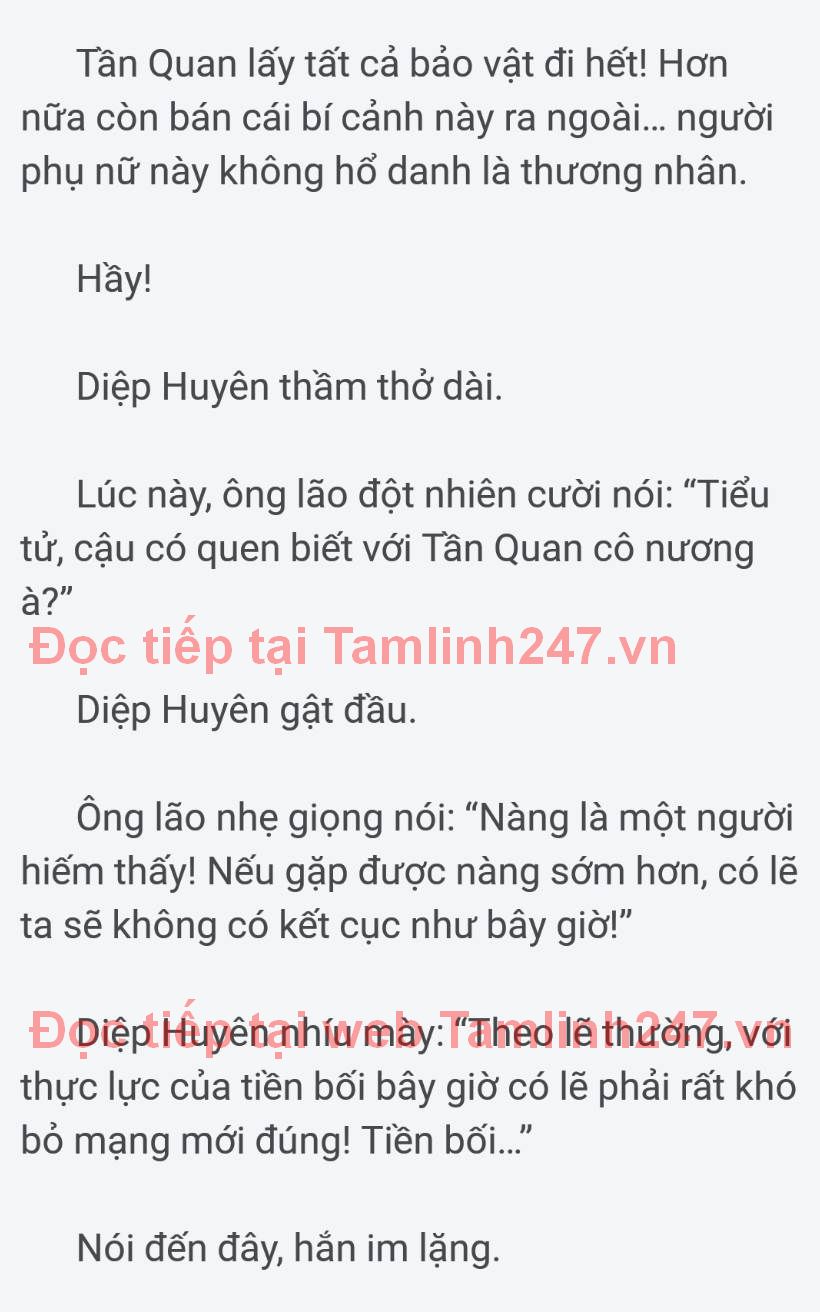 Tần Quan lấy tất cả bảo vật đi hết! Hơn
nữa còn bán cái bí cảnh này ra ngoài... người
phụ nữ này không hổ danh là thương nhân.
Hầy!
Diệp Huyên thầm thở dài.
Lúc này, ông lão đột nhiên cười nói: “Tiểu
tử, cậu có quen biết với Tần Quan cô nương
à?”
Đọc tiếp tại Tamlinh247.vn
Diệp Huyên gật đầu.
Ông lão nhẹ giọng nói: “Nàng là một người
hiếm thấy! Nếu gặp được nàng sớm hơn, có lẽ
ta sẽ không có kết cục như bây giờ!”
Đọc tiếp tại web Tamlinh247.vn
Diệp Huyên nhíu mày: “Theo lẽ thường, với
thực lực của tiền bối bây giờ có lẽ phải rất khó
bỏ mạng mới đúng! Tiền bối...”
Nói đến đây, hắn im lặng.